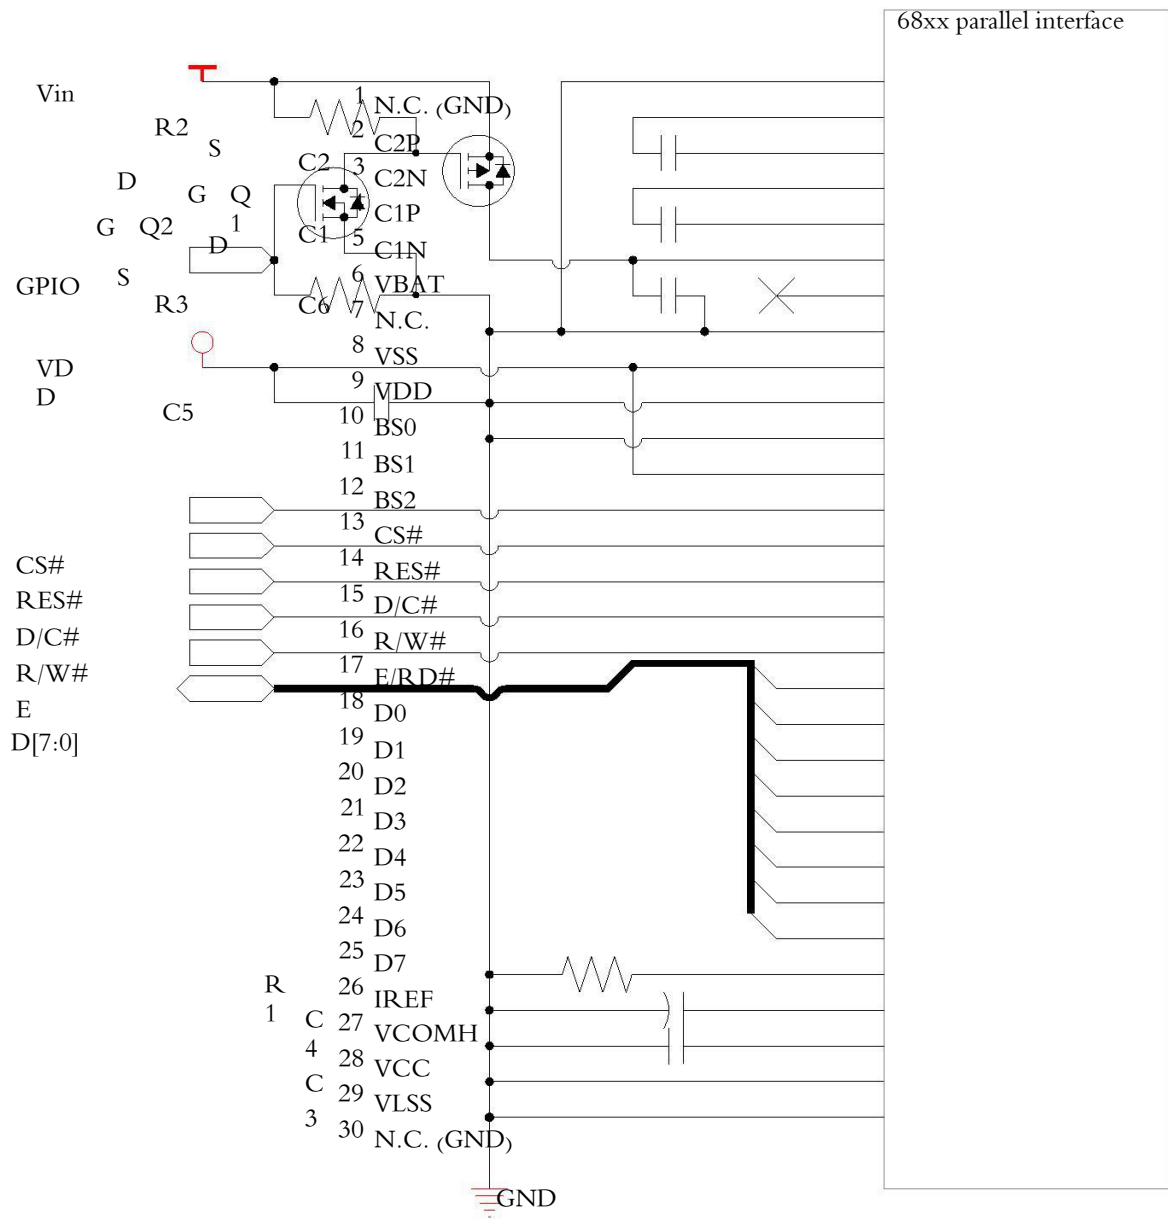 68xx parallel interface
Vin
1 N.C. (GND)
R2
2 C2P
S
C2
3 C2N
D
G Q
1
C1P
G Q2
C1
5 C1N
D
GPIO
S
6 VBAT
R3
C6
7 N.C.
8 VSS
VD
D
9 VDD
C5
10 BS0
11 BS1
12 BS2
13 CS#
14 RES#
CS#
15 D/C#
RES#
16 R/W#
D/C#
17 E/RD#
R/W#
18 D0
E
19 D1
D[7:0]
20 D2
21 D3
22 D4
23 D5
24 D6
25 D7
R
1
26 IREF
C
4
27 VCOMH
28 VCC
C
3
29 VLSS
30 N.C. (GND)
GND